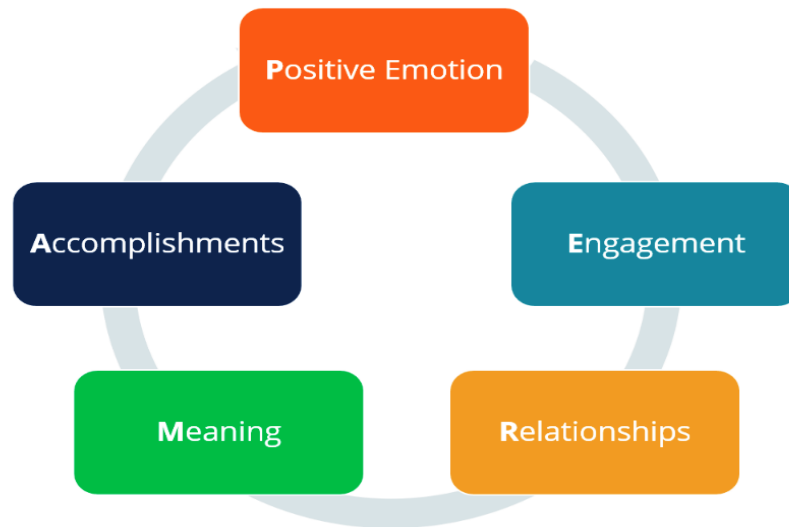 Positive Emotion
Engagement
Relationships
Meaning
Accomplishments